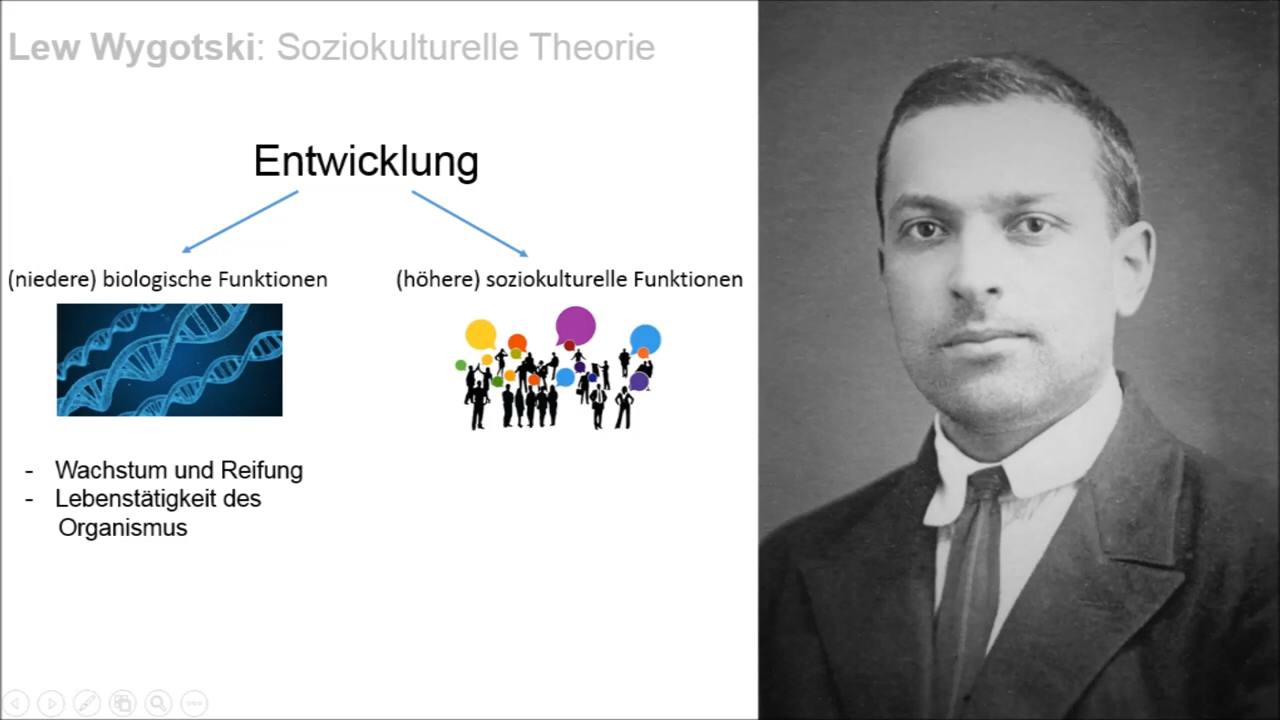 Lew Wygotski: Soziokulturelle Theorie
Entwicklung
(niedere) biologische Funktionen
(höhere) soziokulturelle Funktionen
- Wachstum und Reifung
- Lebenstätigkeit des
Organismus